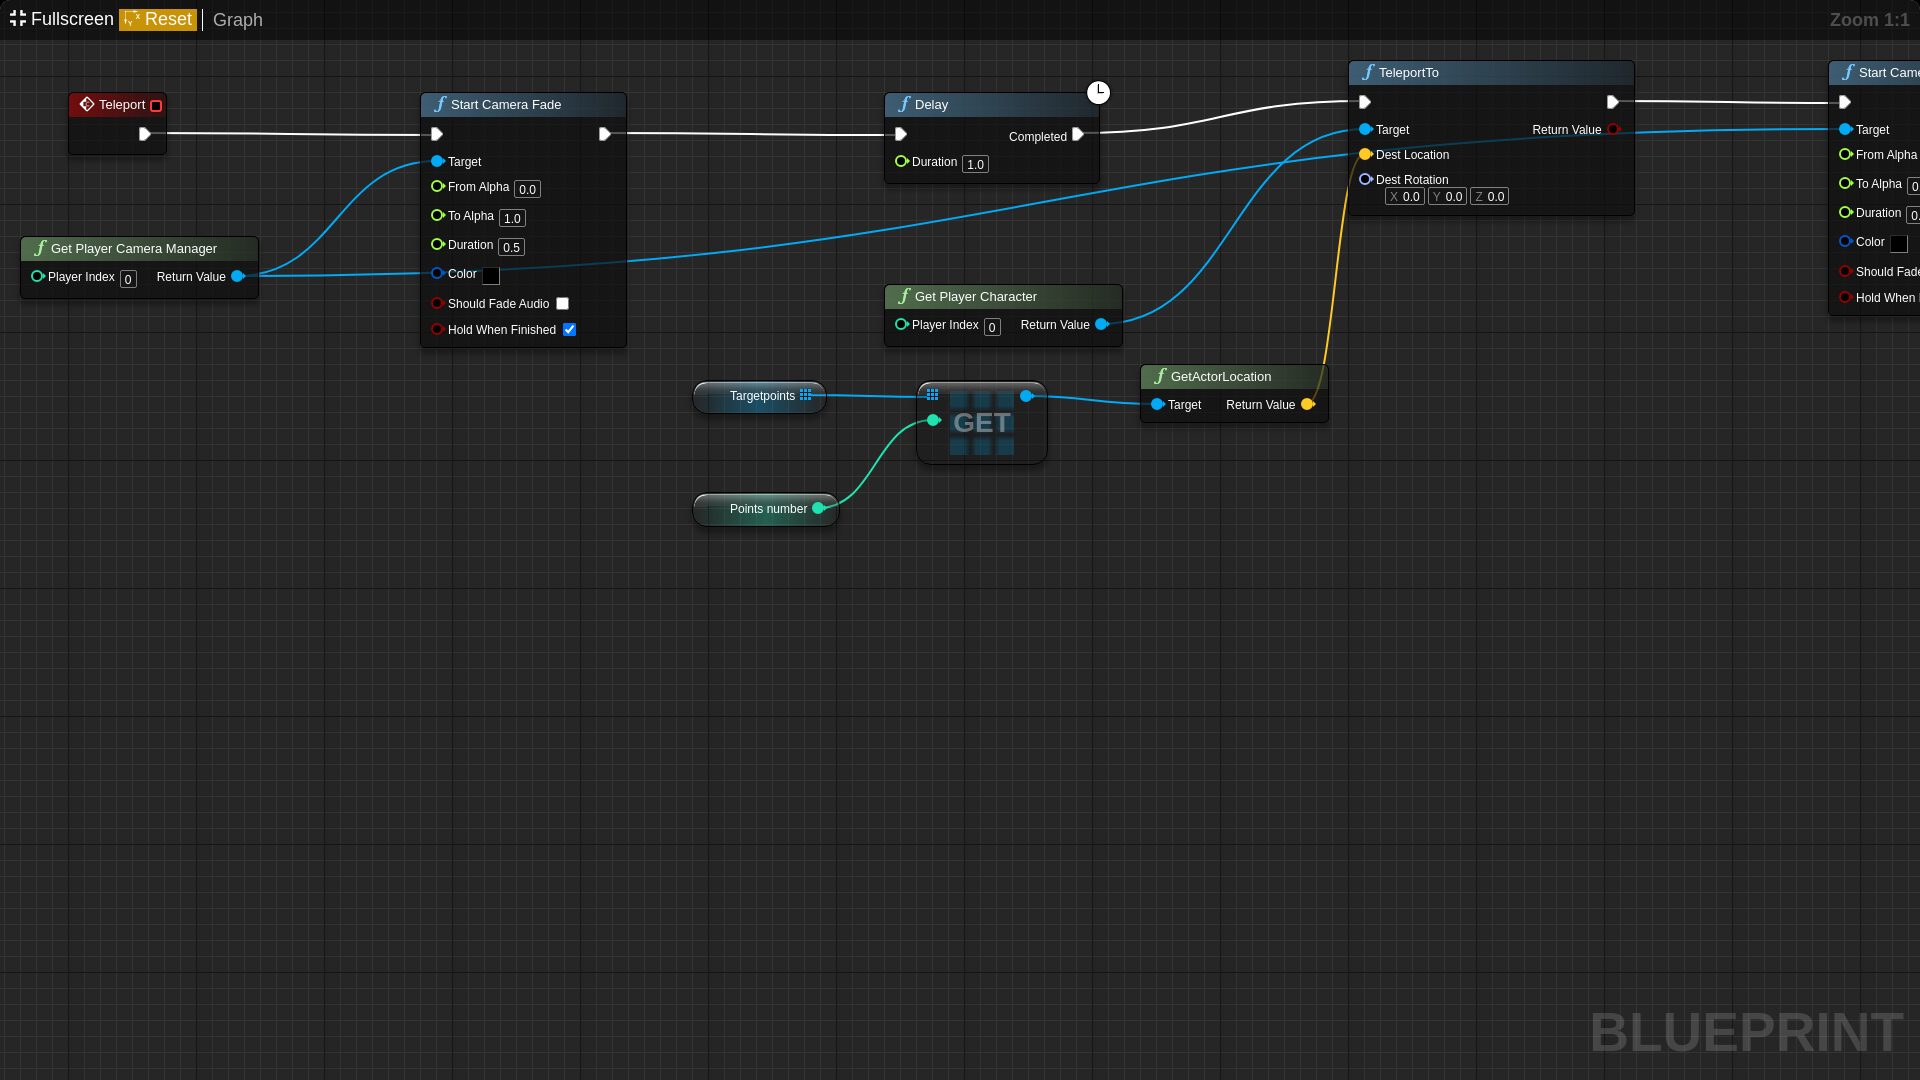 Fullscreen Reset Graph Zoom 1:1
Teleport
Start Camera Fade
Target
From Alpha 0.0
To Alpha 1.0
Duration 0.5
Color
Should Fade Audio
Hold When Finished
Get Player Camera Manager
Player Index 0 Return Value
Delay
Completed
Duration 1.0
Get Player Character
Player Index 0 Return Value
Targetpoints
GET
Points number
GetActorLocation
Target Return Value
TeleportTo
Target Return Value
Dest Location
Dest Rotation
X 0.0 Y 0.0 Z 0.0
Start Came
Target
From Alpha
To Alpha 0.
Duration 0.
Color
Should Fade
Hold When
BLUEPRINT